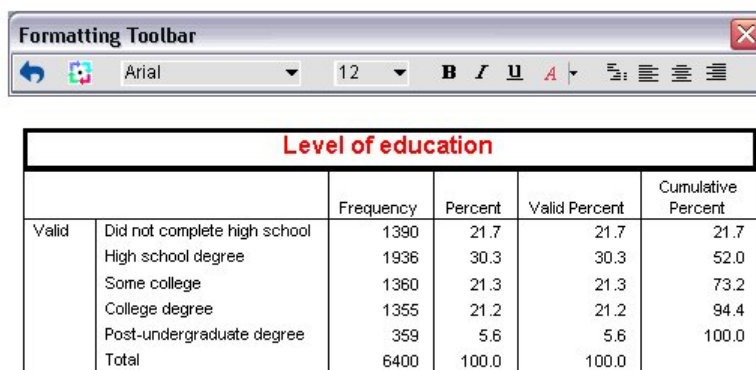 Formatting Toolbar
Arial 12 B I U A
Level of education
Frequency Percent Valid Percent Cumulative Percent
Valid Did not complete high school 1390 21.7 21.7 21.7
High school degree 1936 30.3 30.3 52.0
Some college 1360 21.3 21.3 73.2
College degree 1355 21.2 21.2 94.4
Post-undergraduate degree 359 5.6 5.6 100.0
Total 6400 100.0 100.0